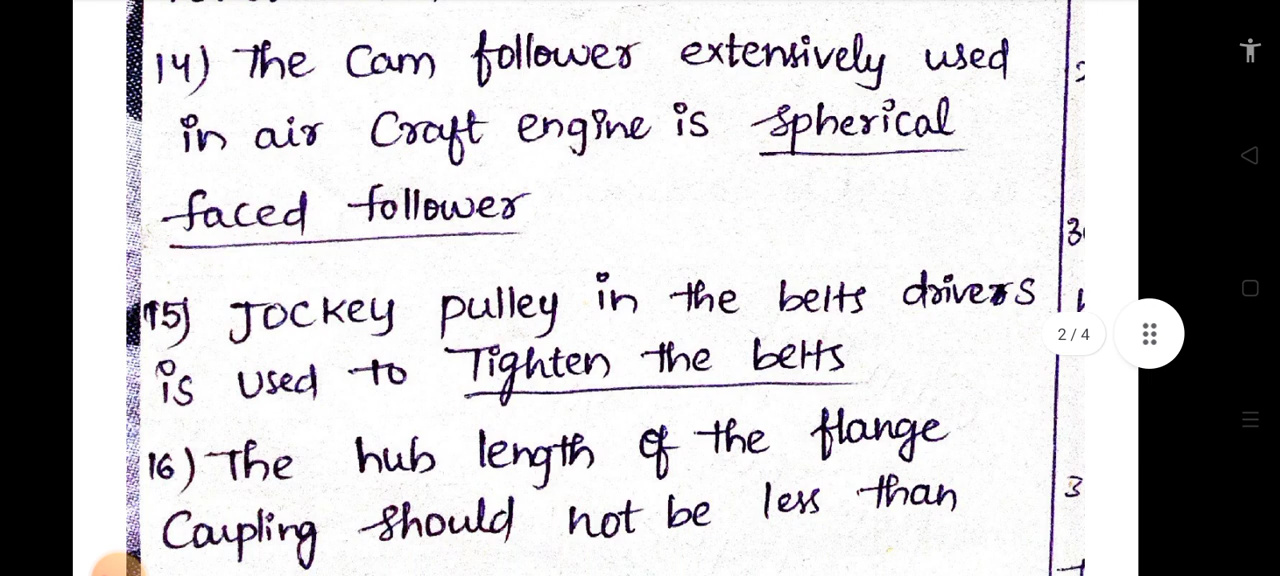 14) The Cam follower extensively used
in air Craft engine is spherical
faced follower
15) Jockey pulley in the belts drivers
is used to Tighten the belts
16) The hub length of the flange
Coupling should not be less than
2 / 4